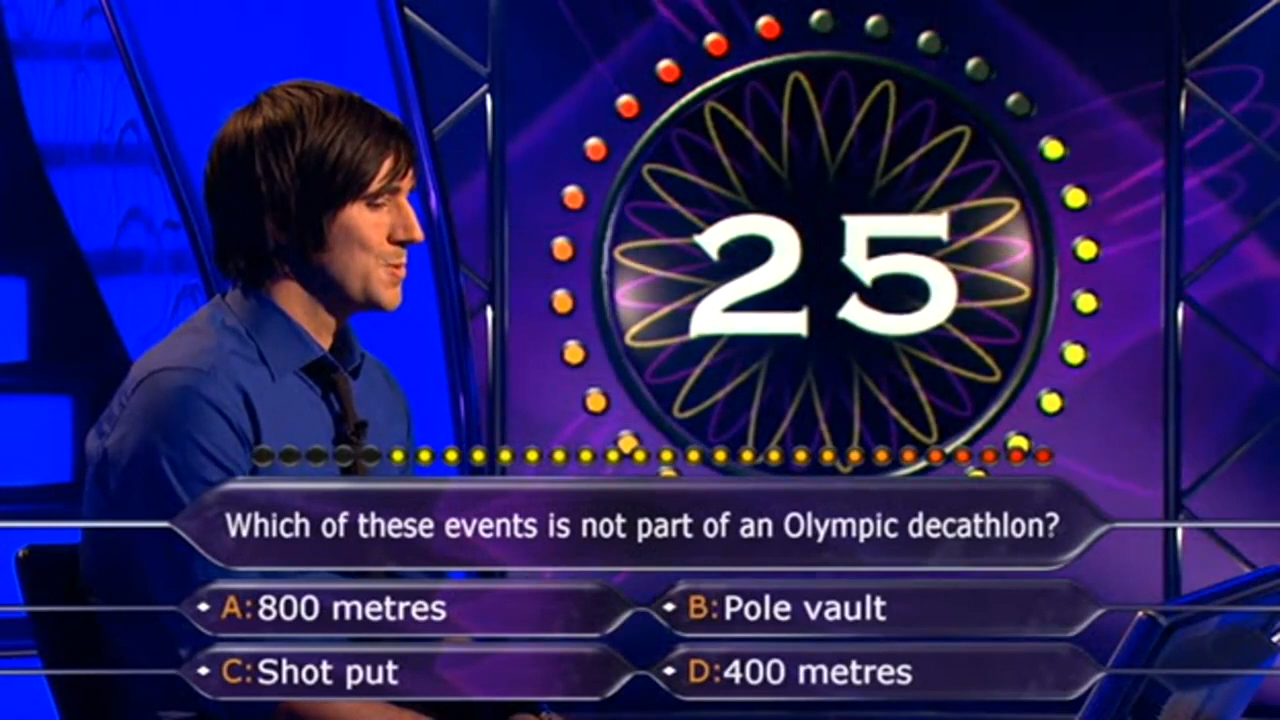 25
Which of these events is not part of an Olympic decathlon?
A: 800 metres
B: Pole vault
C: Shot put
D: 400 metres